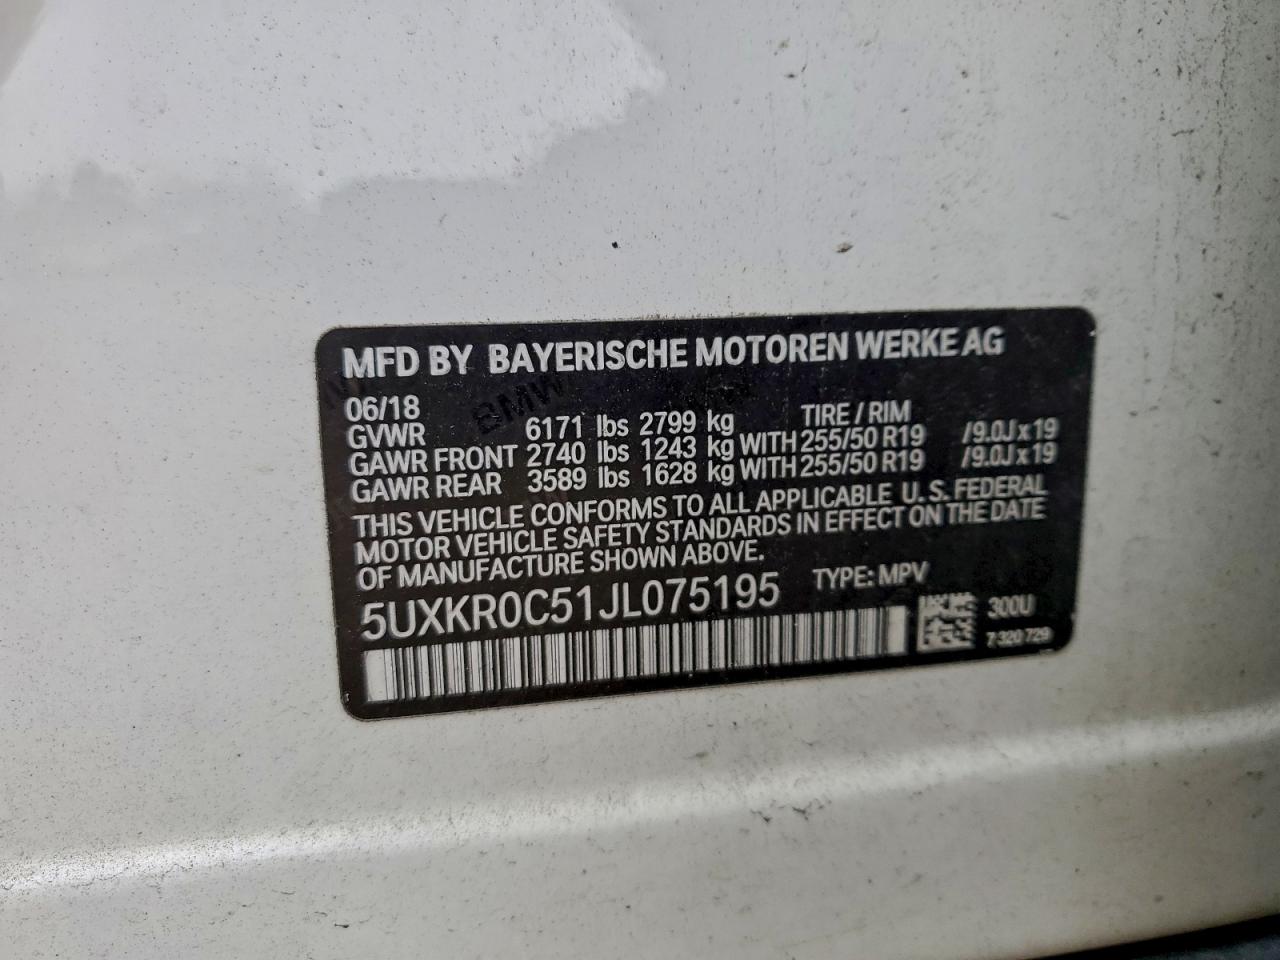 MFD BY BAYERISCHE MOTOREN WERKE AG
06/18 TIRE / RIM
GVWR 6171 lbs 2799 kg
GAWR FRONT 2740 lbs 1243 kg WITH 255/50 R19 /9.0J x 19
GAWR REAR 3589 lbs 1628 kg WITH 255/50 R19 /9.0J x 19
THIS VEHICLE CONFORMS TO ALL APPLICABLE U.S. FEDERAL
MOTOR VEHICLE SAFETY STANDARDS IN EFFECT ON THE DATE
OF MANUFACTURE SHOWN ABOVE.
5UXKR0C51JL075195 TYPE: MPV
300U
7 320 729
BMW